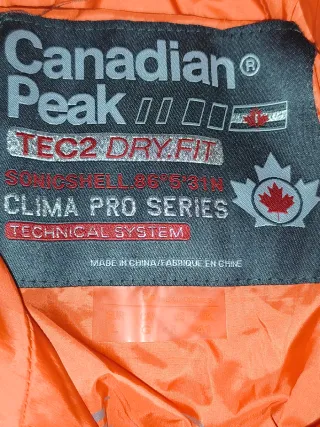 Canadian®
Peak
TEC2 DRY.FIT
SONICSHELL.86°5'31N
CLIMA PRO SERIES
TECHNICAL SYSTEM
MADE IN CHINA/FABRIQUE EN CHINE